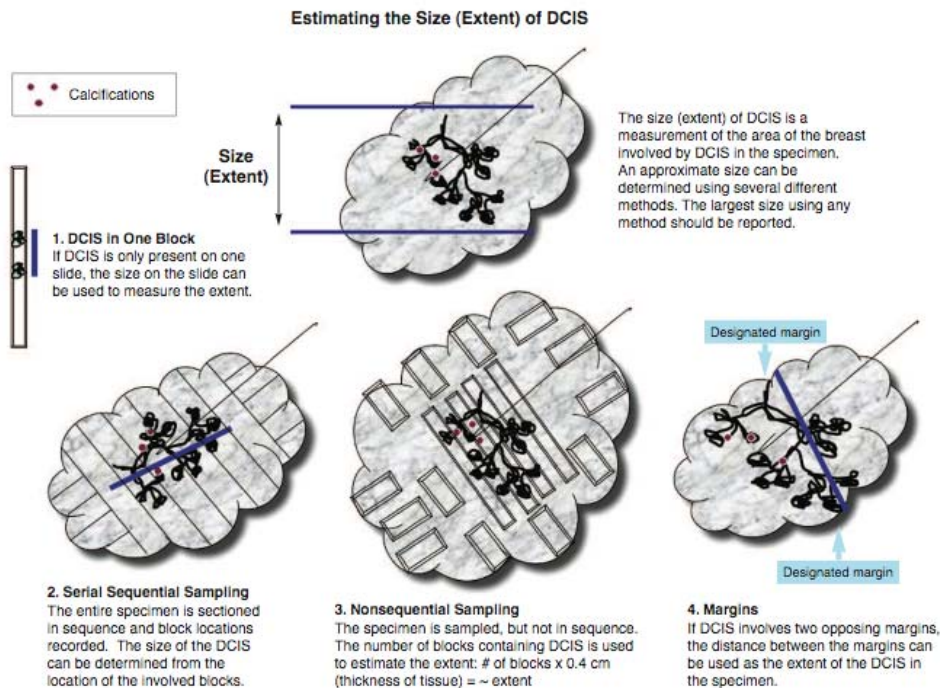 Estimating the Size (Extent) of DCIS
Calcifications
Size
(Extent)
The size (extent) of DCIS is a
measurement of the area of the breast
involved by DCIS in the specimen.
An approximate size can be
determined using several different
methods. The largest size using any
method should be reported.
1. DCIS in One Block
If DCIS is only present on one
slide, the size on the slide can
be used to measure the extent.
2. Serial Sequential Sampling
The entire specimen is sectioned
in sequence and block locations
recorded. The size of the DCIS
can be determined from the
location of the involved blocks.
3. Nonsequential Sampling
The specimen is sampled, but not in sequence.
The number of blocks containing DCIS is used
to estimate the extent: # of blocks x 0.4 cm
(thickness of tissue) = ~ extent
Designated margin
Designated margin
4. Margins
If DCIS involves two opposing margins,
the distance between the margins can
be used as the extent of the DCIS in
the specimen.